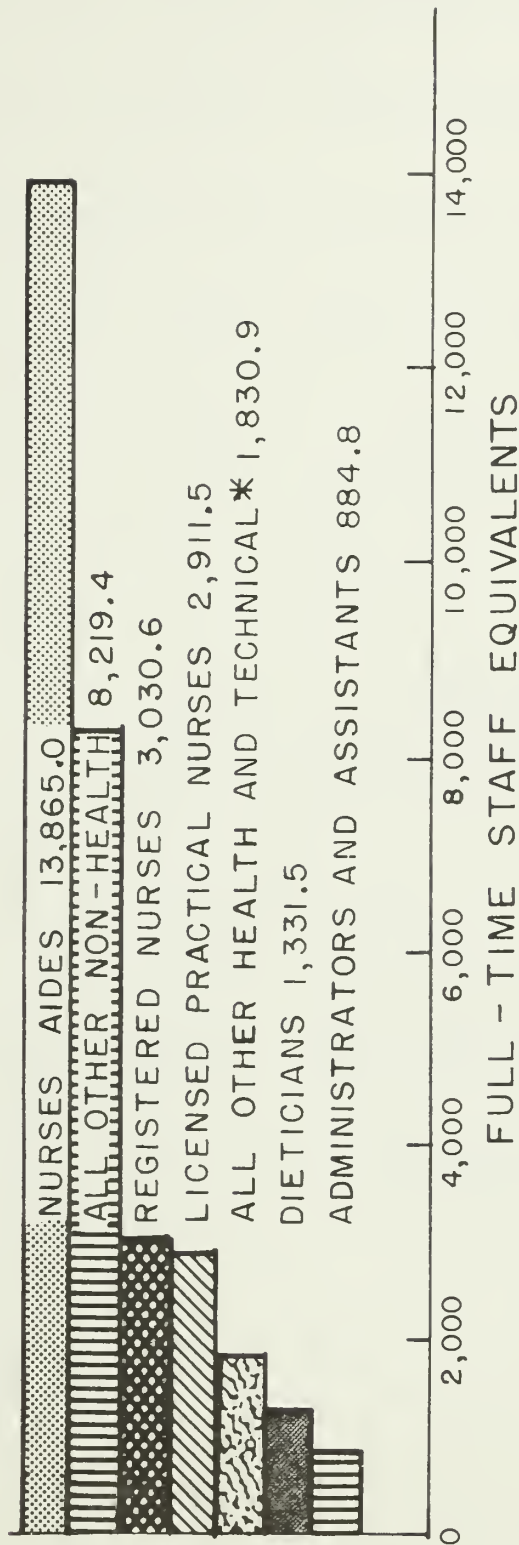 NURSES AIDES 13,865.0
ALL OTHER NON-HEALTH 8,219.4
REGISTERED NURSES 3,030.6
LICENSED PRACTICAL NURSES 2,911.5
ALL OTHER HEALTH AND TECHNICAL* 1,830.9
DIETICIANS 1,331.5
ADMINISTRATORS AND ASSISTANTS 884.8
0 2,000 4,000 6,000 8,000 10,000 12,000 14,000
FULL-TIME STAFF EQUIVALENTS